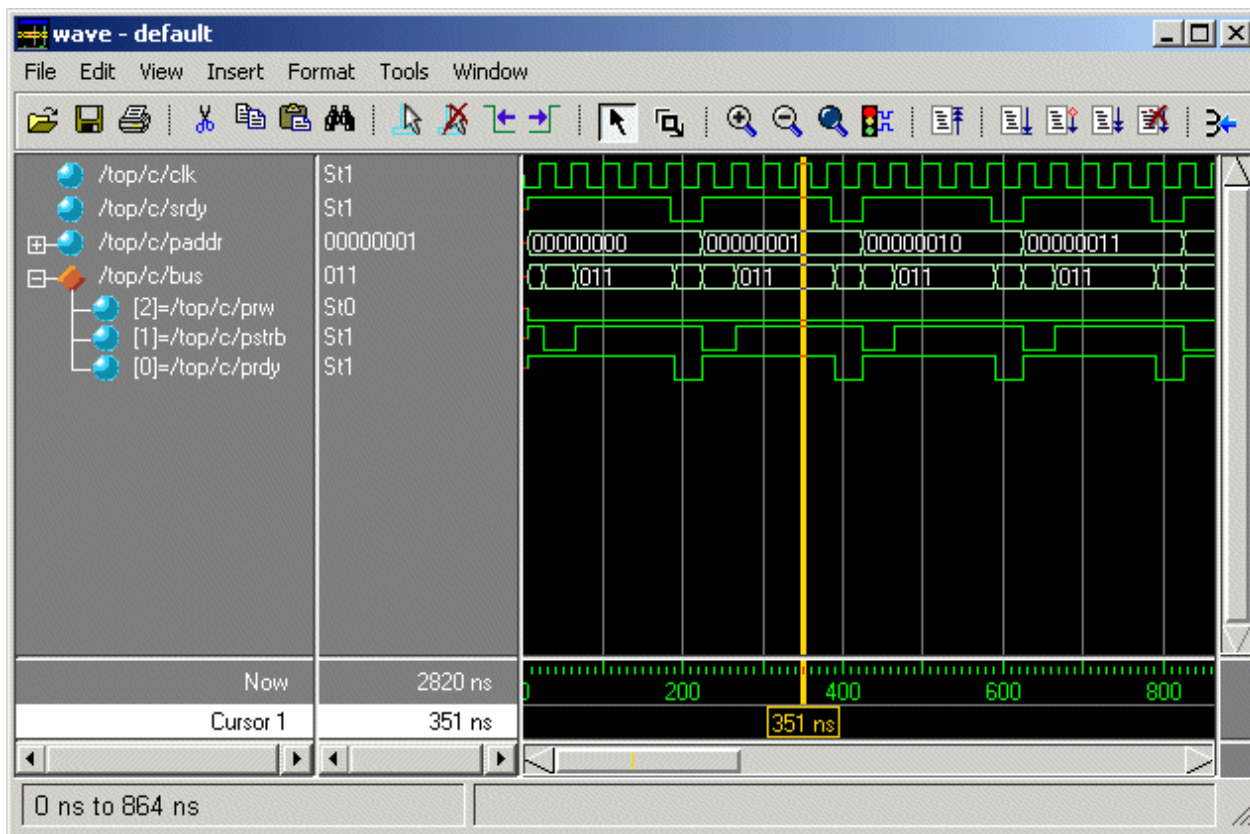 wave - default
File Edit View Insert Format Tools Window
/top/c/clk St1
/top/c/srdy St1
/top/c/paddr 00000001 00000000 00000001 00000010 00000011
/top/c/bus 011 011 011 011 011
[2]=/top/c/prw St0
[1]=/top/c/pstrb St1
[0]=/top/c/prdy St1
Now 2820 ns 0 200 400 600 800
Cursor 1 351 ns 351 ns
0 ns to 864 ns